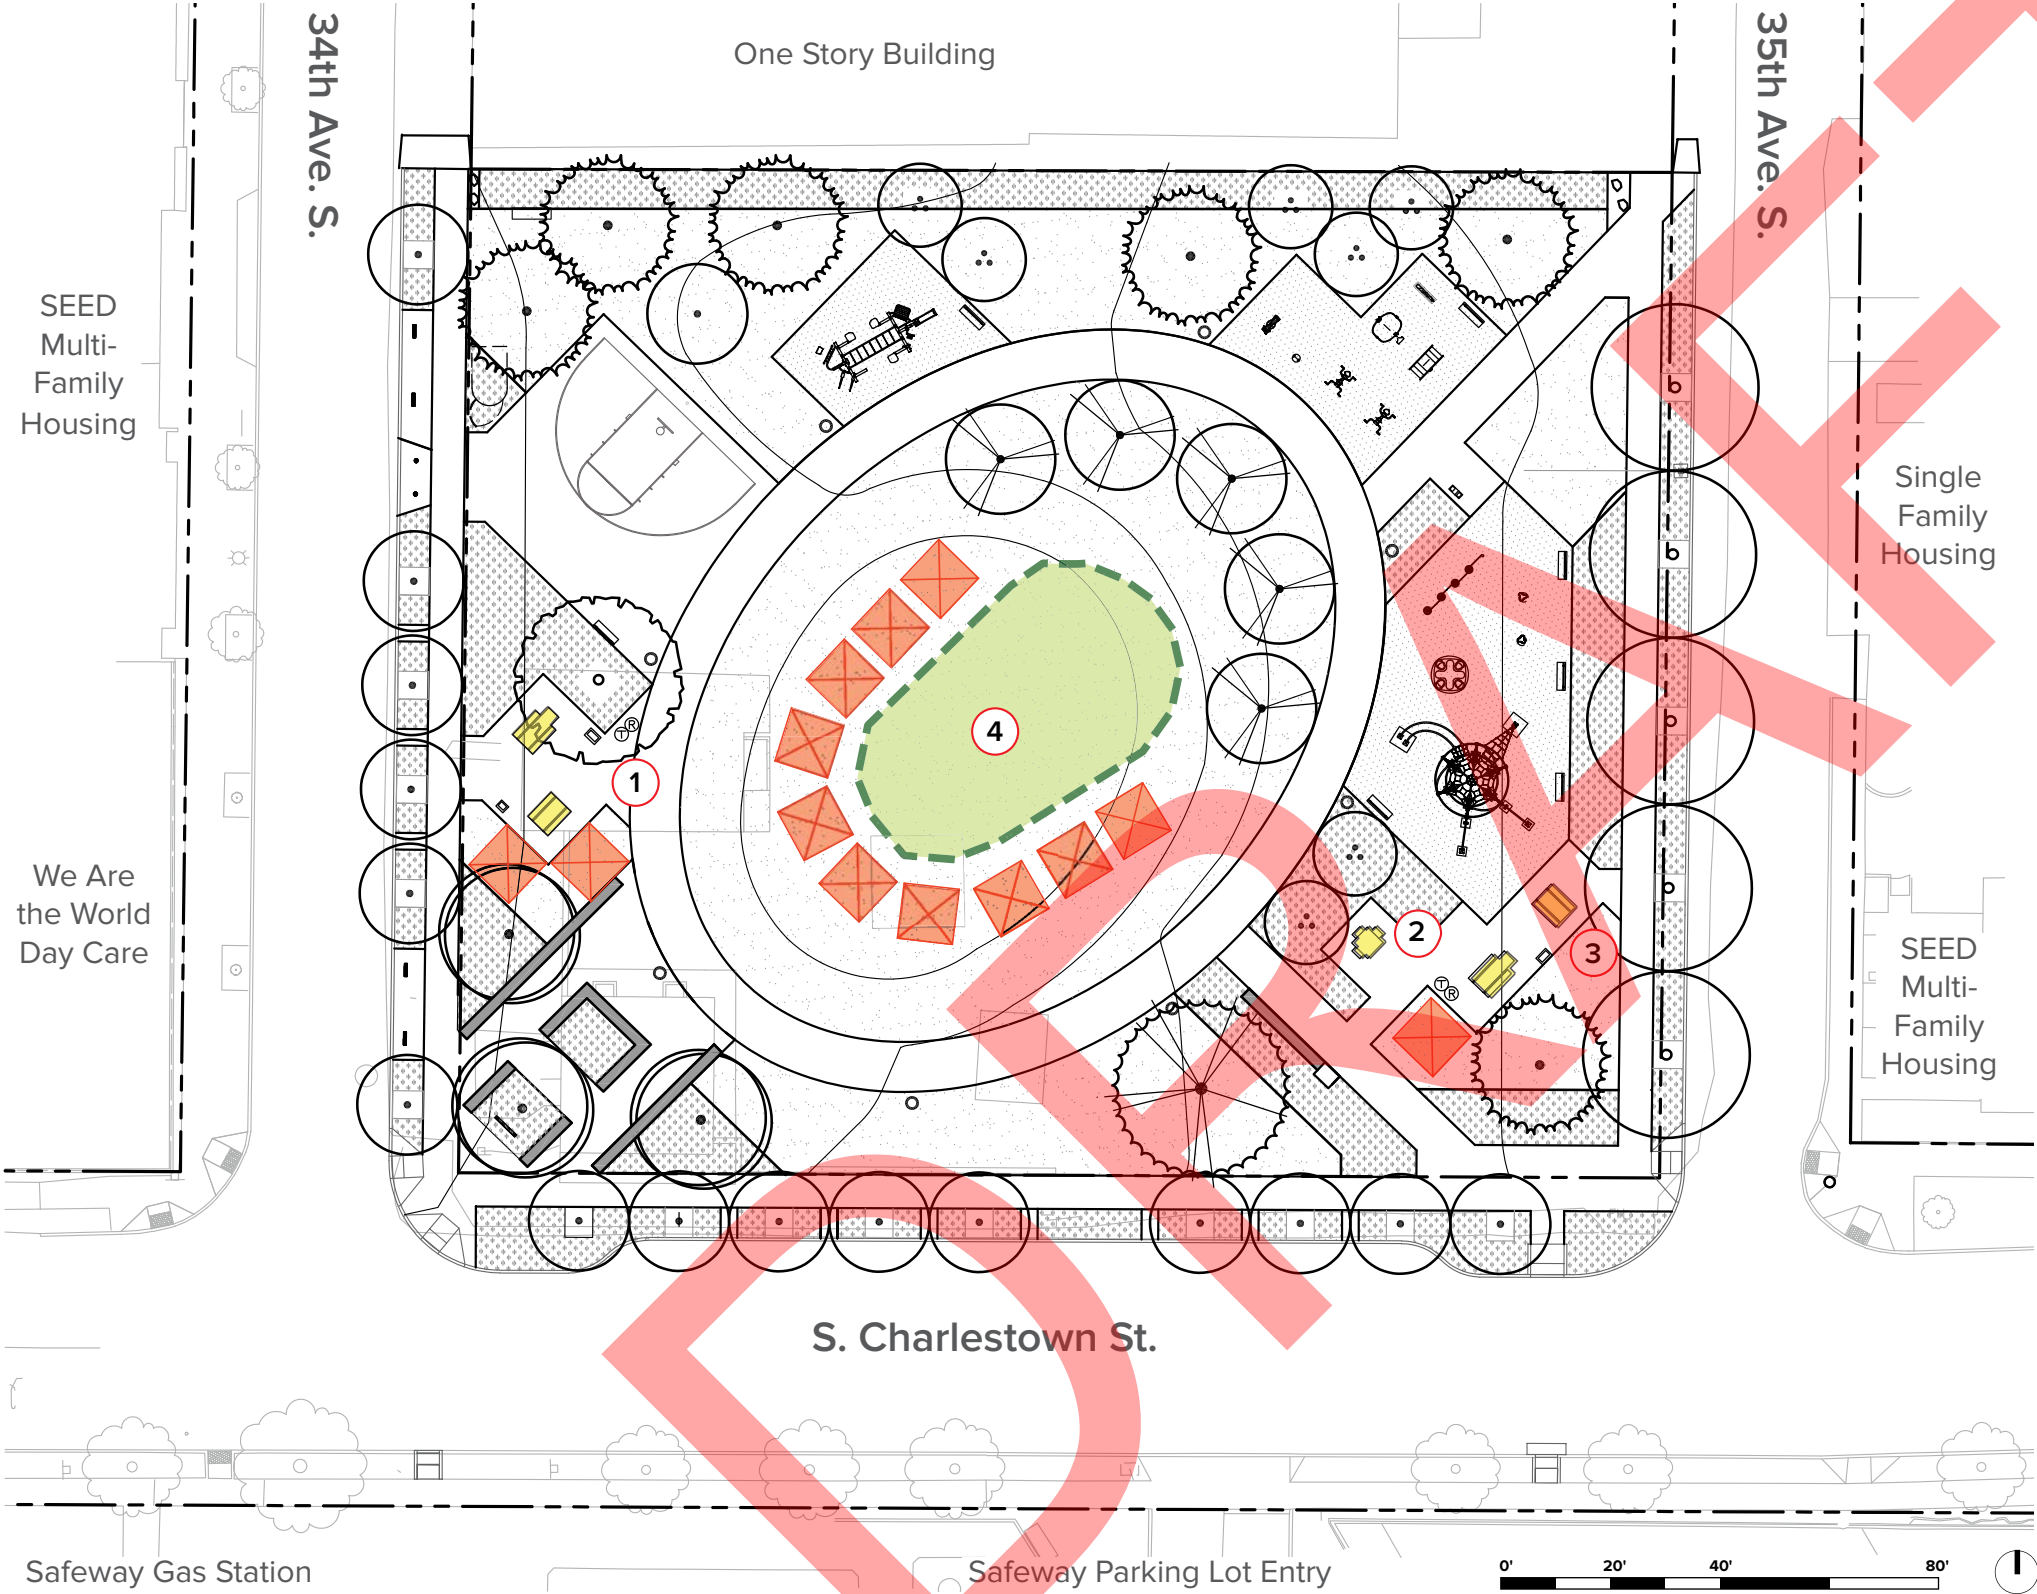 One Story Building
34th Ave. S.
35th Ave. S.
SEED
Multi-
Family
Housing
Single
Family
Housing
4
1
T R
We Are
the World
Day Care
2
3
T R
SEED
Multi-
Family
Housing
S. Charlestown St.
Safeway Gas Station
Safeway Parking Lot Entry
0' 20' 40' 80'
DRAFT